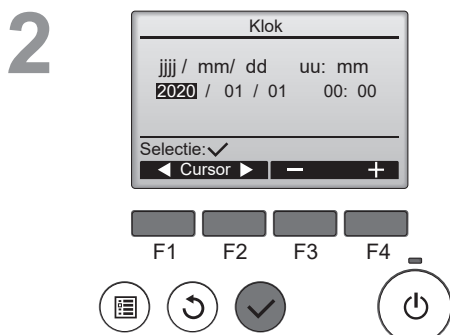 2
Klok
jjjj / mm/ dd uu: mm
2020 / 01 / 01 00: 00
Selectie:✓
◀ Cursor ▶ − +
F1 F2 F3 F4